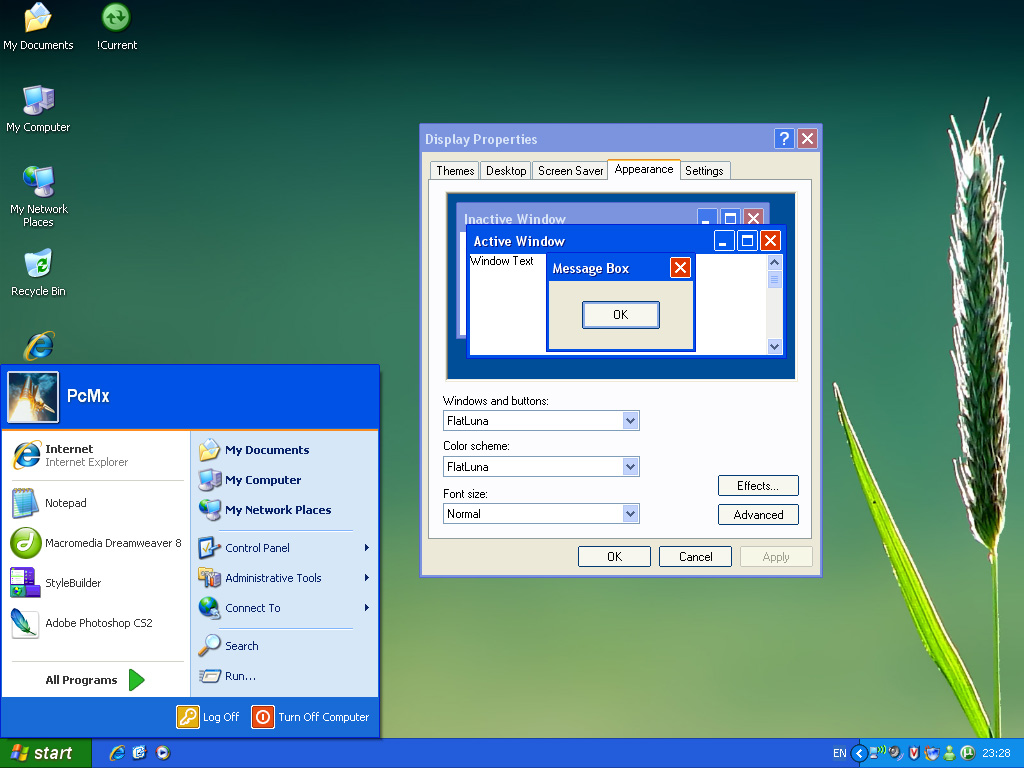 My Documents
!Current
My Computer
My Network
Places
Recycle Bin
Display Properties
Themes
Desktop
Screen Saver
Appearance
Settings
Inactive Window
Active Window
Window Text
Message Box
OK
Windows and buttons:
FlatLuna
Color scheme:
FlatLuna
Font size:
Normal
Effects...
Advanced
OK
Cancel
Apply
PcMx
Internet
Internet Explorer
Notepad
Macromedia Dreamweaver 8
StyleBuilder
Adobe Photoshop CS2
All Programs
My Documents
My Computer
My Network Places
Control Panel
Administrative Tools
Connect To
Search
Run...
Log Off
Turn Off Computer
start
EN
23:28